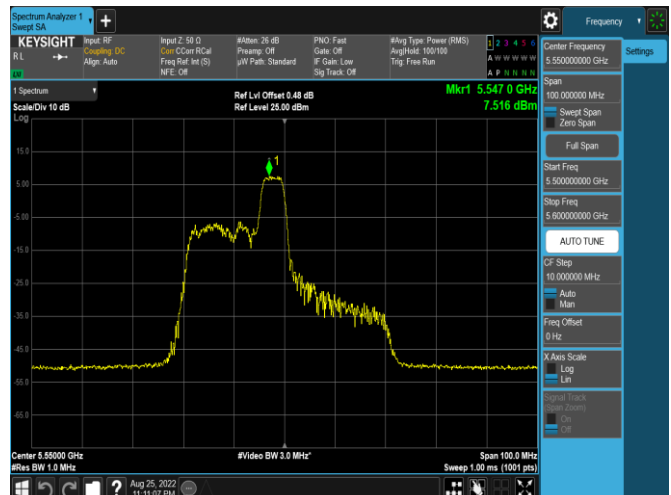 Spectrum Analyzer 1
Swept SA
Frequency
KEYSIGHT
RL
Input: RF
Coupling: DC
Align: Auto
Input Z: 50 Ω
Corr CCorr RCal
Freq Ref: Int (S)
NFE: Off
#Atten: 26 dB
Preamp: Off
µW Path: Standard
PNO: Fast
Gate: Off
IF Gain: Low
Sig Track: Off
#Avg Type: Power (RMS)
Avg|Hold: 100/100
Trig: Free Run
1 2 3 4 5 6
A W W W W W
A P N N N N
1 Spectrum
Scale/Div 10 dB
Log
Ref Lvl Offset 0.48 dB
Ref Level 25.00 dBm
Mkr1 5.547 0 GHz
7.516 dBm
1
15.0
5.00
-5.00
-15.0
-25.0
-35.0
-45.0
-55.0
-65.0
Center 5.55000 GHz
#Res BW 1.0 MHz
#Video BW 3.0 MHz*
Span 100.0 MHz
Sweep 1.00 ms (1001 pts)
Aug 25, 2022
11:11:07 PM
Center Frequency
5.550000000 GHz
Settings
Span
100.000000 MHz
Swept Span
Zero Span
Full Span
Start Freq
5.500000000 GHz
Stop Freq
5.600000000 GHz
AUTO TUNE
CF Step
10.000000 MHz
Auto
Man
Freq Offset
0 Hz
X Axis Scale
Log
Lin
Signal Track
(Span Zoom)
On
Off